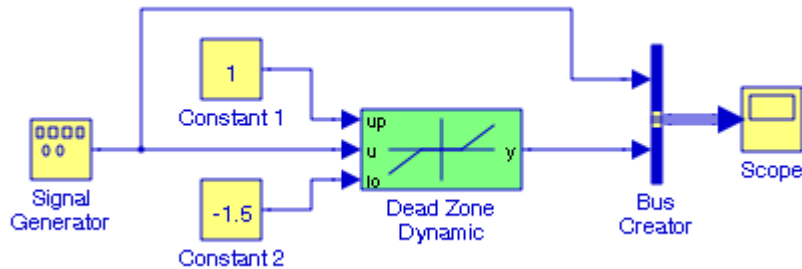 1
Constant 1
up
u
lo
y
Signal
Generator
-1.5
Constant 2
Dead Zone
Dynamic
Bus
Creator
Scope